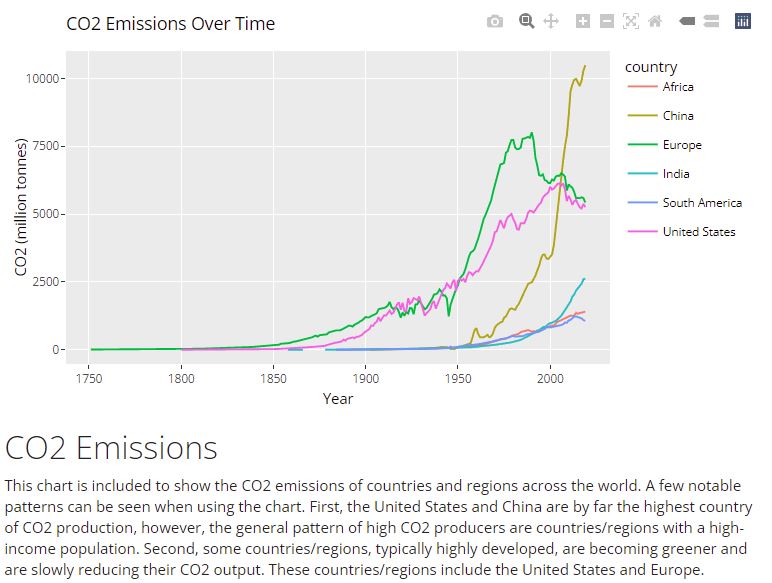 CO2 Emissions Over Time
country
Africa
China
Europe
India
South America
United States
CO2 (million tonnes)
10000
7500
5000
2500
0
1750 1800 1850 1900 1950 2000
Year
CO2 Emissions
This chart is included to show the CO2 emissions of countries and regions across the world. A few notable
patterns can be seen when using the chart. First, the United States and China are by far the highest country
of CO2 production, however, the general pattern of high CO2 producers are countries/regions with a high-
income population. Second, some countries/regions, typically highly developed, are becoming greener and
are slowly reducing their CO2 output. These countries/regions include the United States and Europe.